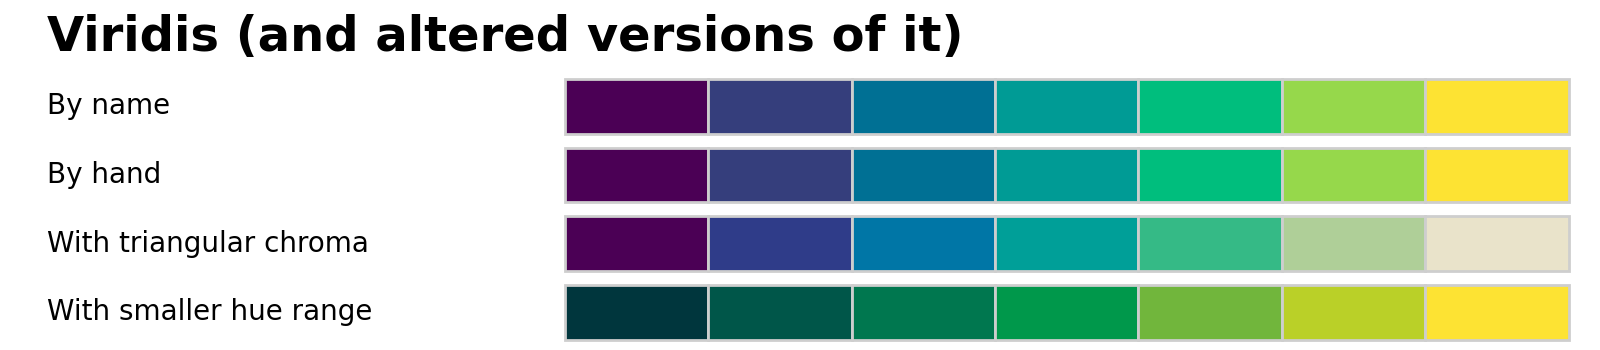 Viridis (and altered versions of it)
By name
By hand
With triangular chroma
With smaller hue range